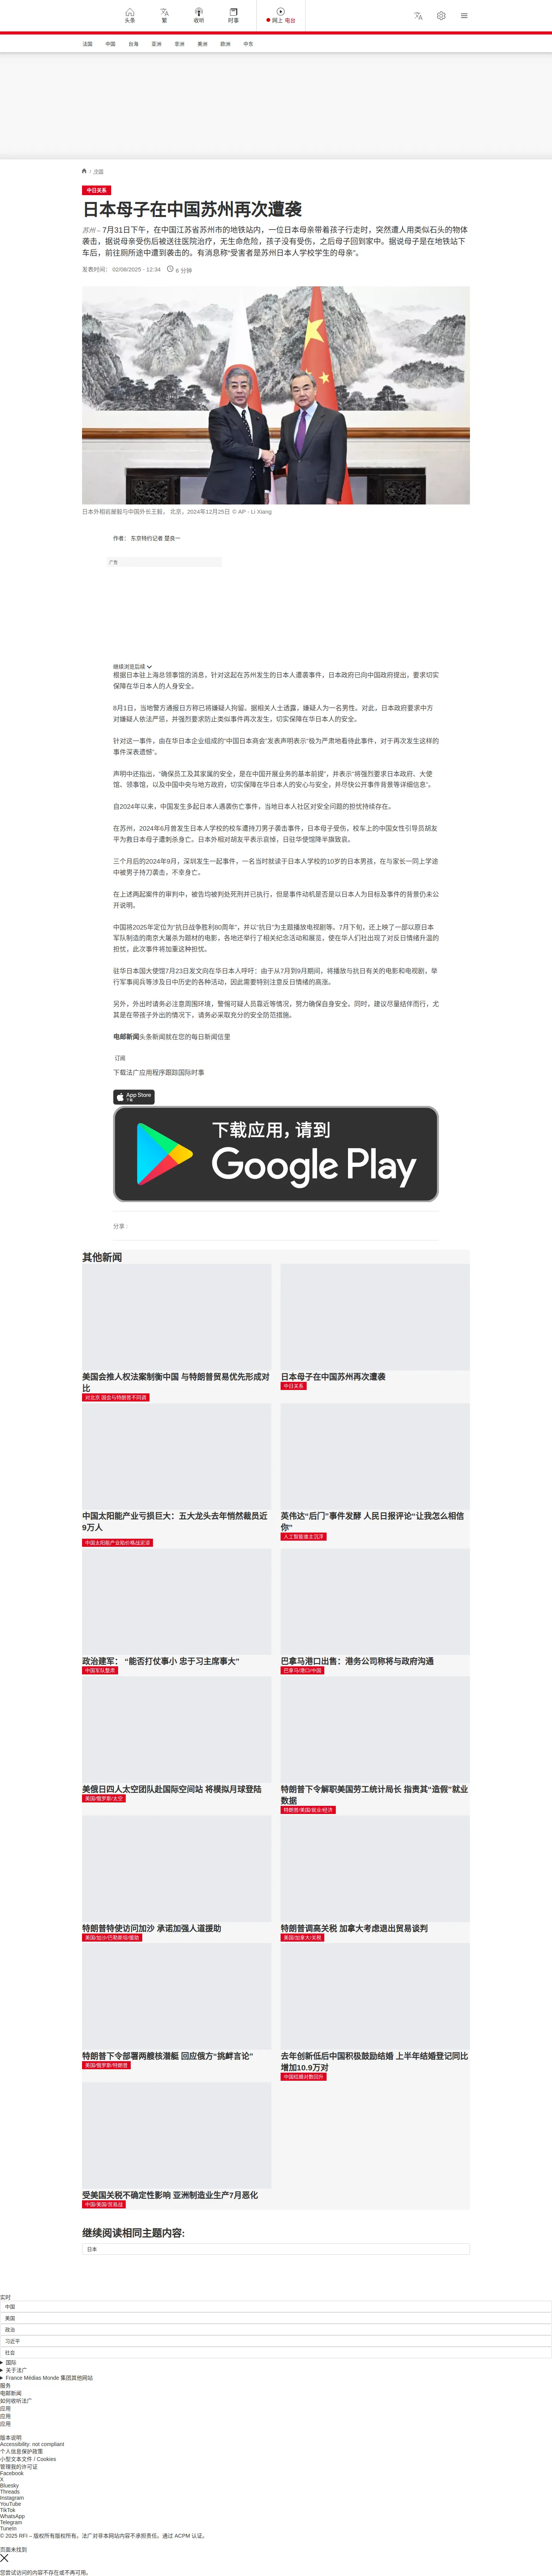 头条
繁
收听
时事
网上 电台
法国
中国
台海
亚洲
非洲
美洲
欧洲
中东
/ 中国
中日关系
日本母子在中国苏州再次遭袭
苏州 – 7月31日下午，在中国江苏省苏州市的地铁站内，一位日本母亲带着孩子行走时，突然遭人用类似石头的物体
袭击，据说母亲受伤后被送往医院治疗，无生命危险，孩子没有受伤，之后母子回到家中。据说母子是在地铁站下
车后，前往厕所途中遭到袭击的。有消息称“受害者是苏州日本人学校学生的母亲”。
发表时间： 02/08/2025 - 12:34 6 分钟
日本外相岩屋毅与中国外长王毅， 北京，2024年12月25日 © AP - Li Xiang
作者： 东京特约记者 楚良一
广告
继续浏览后续
根据日本驻上海总领事馆的消息，针对这起在苏州发生的日本人遭袭事件，日本政府已向中国政府提出，要求切实
保障在华日本人的人身安全。
8月1日，当地警方通报日方称已将嫌疑人拘留。据相关人士透露，嫌疑人为一名男性。对此，日本政府要求中方
对嫌疑人依法严惩，并强烈要求防止类似事件再次发生，切实保障在华日本人的安全。
针对这一事件，由在华日本企业组成的“中国日本商会”发表声明表示“极为严肃地看待此事件，对于再次发生这样的
事件深表遗憾”。
声明中还指出，“确保员工及其家属的安全，是在中国开展业务的基本前提”，并表示“将强烈要求日本政府、大使
馆、领事馆，以及中国中央与地方政府，切实保障在华日本人的安心与安全，并尽快公开事件背景等详细信息”。
自2024年以来，中国发生多起日本人遇袭伤亡事件，当地日本人社区对安全问题的担忧持续存在。
在苏州，2024年6月曾发生日本人学校的校车遭持刀男子袭击事件，日本母子受伤，校车上的中国女性引导员胡友
平为救日本母子遭刺杀身亡。日本外相对胡友平表示哀悼，日驻华使馆降半旗致哀。
三个月后的2024年9月，深圳发生一起事件，一名当时就读于日本人学校的10岁的日本男孩，在与家长一同上学途
中被男子持刀袭击，不幸身亡。
在上述两起案件的审判中，被告均被判处死刑并已执行，但是事件动机是否是以日本人为目标及事件的背景仍未公
开说明。
中国将2025年定位为“抗日战争胜利80周年”，并以“抗日”为主题播放电视剧等。7月下旬，还上映了一部以原日本
军队制造的南京大屠杀为题材的电影，各地还举行了相关纪念活动和展览，使在华人们社出现了对反日情绪升温的
担忧，此次事件将加重这种担忧。
驻华日本国大使馆7月23日发文向在华日本人呼吁：由于从7月到9月期间，将播放与抗日有关的电影和电视剧，举
行军事阅兵等涉及日中历史的各种活动，因此需要特别注意反日情绪的高涨。
另外，外出时请务必注意周围环境，警惕可疑人员靠近等情况，努力确保自身安全。同时，建议尽量结伴而行，尤
其是在带孩子外出的情况下，请务必采取充分的安全防范措施。
电邮新闻头条新闻就在您的每日新闻信里
订阅
下载法广应用程序跟踪国际时事
App Store
下载
下载应用，请到
Google Play
分享 :
其他新闻
美国会推人权法案制衡中国 与特朗普贸易优先形成对
比
对北京 国会与特朗普不同调
日本母子在中国苏州再次遭袭
中日关系
中国太阳能产业亏损巨大：五大龙头去年悄然裁员近
9万人
中国太阳能产业陷价格战泥淖
英伟达“后门”事件发酵 人民日报评论“让我怎么相信
你”
人工智能谁主沉浮
政治建军： “能否打仗事小 忠于习主席事大”
中国军队整肃
巴拿马港口出售：港务公司称将与政府沟通
巴拿马/港口/中国
美俄日四人太空团队赴国际空间站 将模拟月球登陆
美国/俄罗斯/太空
特朗普下令解职美国劳工统计局长 指责其“造假”就业
数据
特朗普/美国/就业/经济
特朗普特使访问加沙 承诺加强人道援助
美国/加沙/巴勒斯坦/援助
特朗普调高关税 加拿大考虑退出贸易谈判
美国/加拿大/关税
特朗普下令部署两艘核潜艇 回应俄方“挑衅言论”
美国/俄罗斯/特朗普
去年创新低后中国积极鼓励结婚 上半年结婚登记同比
增加10.9万对
中国结婚对数回升
受美国关税不确定性影响 亚洲制造业生产7月恶化
中国/美国/贸易战
继续阅读相同主题内容:
日本
实时
中国
美国
政治
习近平
社会
国际
关于法广
France Médias Monde 集团其他网站
服务
电邮新闻
如何收听法广
应用
应用
应用
版本说明
Accessibility: not compliant
个人信息保护政策
小型文本文件 / Cookies
管理我的许可证
Facebook
X
Bluesky
Threads
Instagram
YouTube
TikTok
WhatsApp
Telegram
TuneIn
© 2025 RFI – 版权所有版权所有。法广对非本网站内容不承担责任。通过 ACPM 认证。
页面未找到
您尝试访问的内容不存在或不再可用。